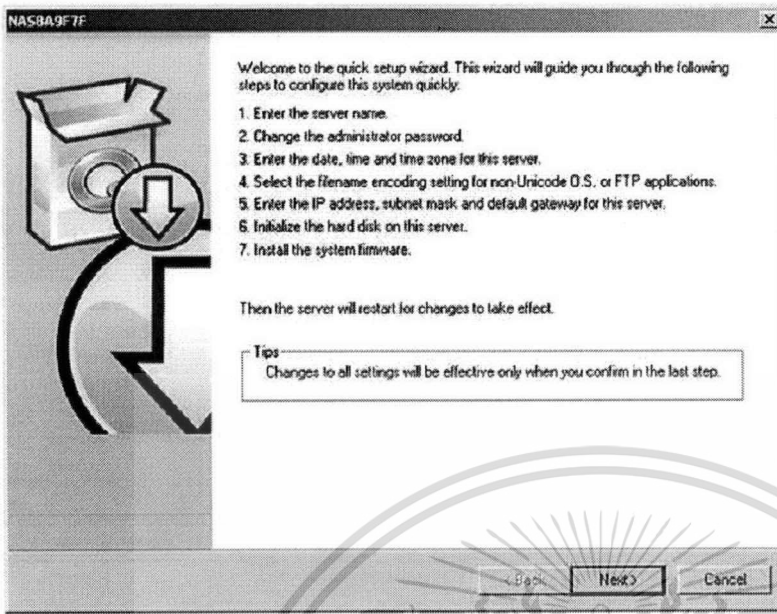 NAS8A9F7F
Welcome to the quick setup wizard. This wizard will guide you through the following
steps to configure this system quickly:
1. Enter the server name.
2. Change the administrator password.
3. Enter the date, time and time zone for this server.
4. Select the filename encoding setting for non-Unicode O.S. or FTP applications.
5. Enter the IP address, subnet mask and default gateway for this server.
6. Initialize the hard disk on this server.
7. Install the system firmware.
Then the server will restart for changes to take effect.
Tips
Changes to all settings will be effective only when you confirm in the last step.
< Back
Next >
Cancel